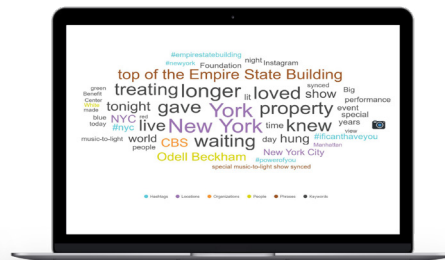 #empirestatebuilding
#newyork Foundation night Instagram
top of the Empire State Building
green treating longer lit loved synced show Big
Benefit Center performance
White made tonight gave York property event special
blue today NYC red live New York time knew years
#nyc view
music-to-light world CBS waiting day hung #ificanthaveyou
people Manhattan
Odell Beckham New York City
#powerofyou
special music-to-light show synced
Hashtags Locations Organizations People Phrases Keywords